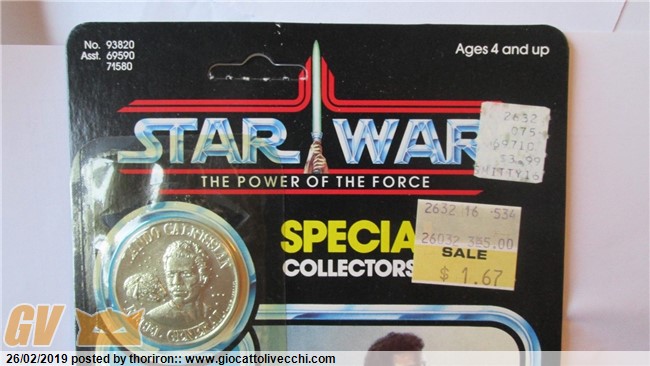 No. 93820
Asst. 69590
71580
Ages 4 and up
STAR WAR
THE POWER OF THE FORCE
2632
075
$3.99
2632 16 534
26032 385.00
SALE
$ 1.67
SPECIA
COLLECTORS
LANDO CALRISSIAN
GENERAL
GV
26/02/2019 posted by thoriron:: www.giocattolivecchi.com